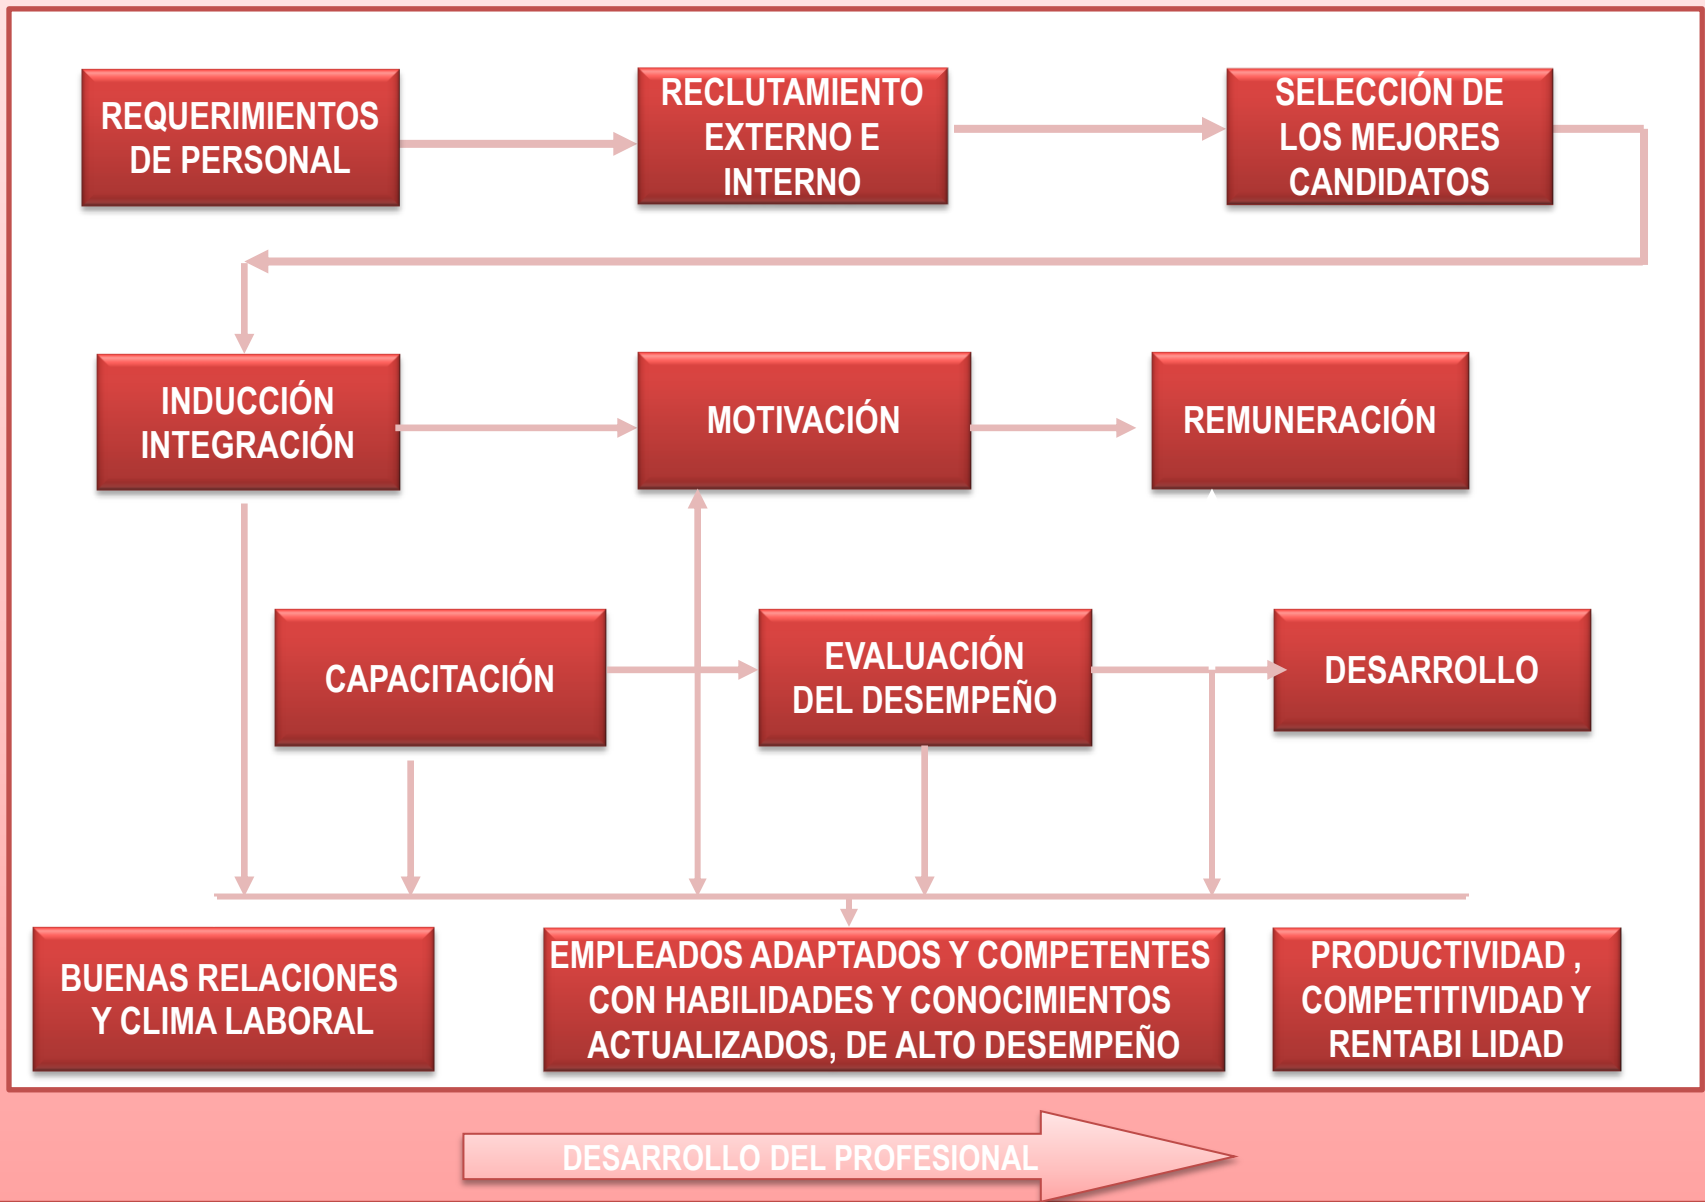 REQUERIMIENTOS
DE PERSONAL
RECLUTAMIENTO
EXTERNO E
INTERNO
SELECCIÓN DE
LOS MEJORES
CANDIDATOS
INDUCCIÓN
INTEGRACIÓN
MOTIVACIÓN
REMUNERACIÓN
CAPACITACIÓN
EVALUACIÓN
DEL DESEMPEÑO
DESARROLLO
BUENAS RELACIONES
Y CLIMA LABORAL
EMPLEADOS ADAPTADOS Y COMPETENTES
CON HABILIDADES Y CONOCIMIENTOS
ACTUALIZADOS, DE ALTO DESEMPEÑO
PRODUCTIVIDAD ,
COMPETITIVIDAD Y
RENTABI LIDAD
DESARROLLO DEL PROFESIONAL